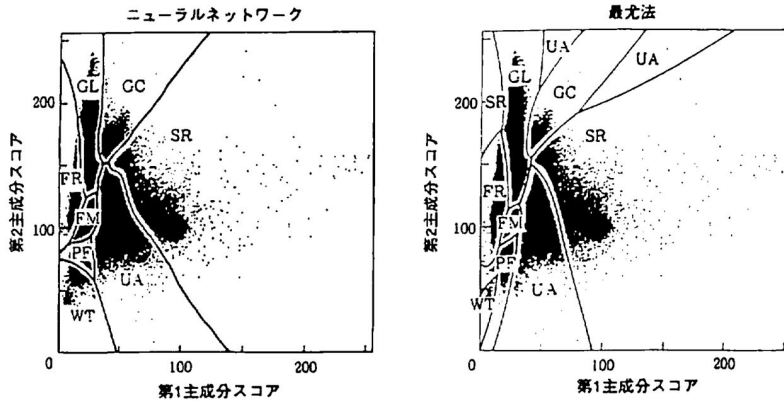 ニューラルネットワーク
200
100
0
0
100
200
第2主成分スコア
第1主成分スコア
GL
GC
SR
FR
FM
PF
UA
WT
最尤法
200
100
0
0
100
200
第2主成分スコア
第1主成分スコア
UA
UA
GL
GC
SR
SR
FR
FM
PF
UA
WT